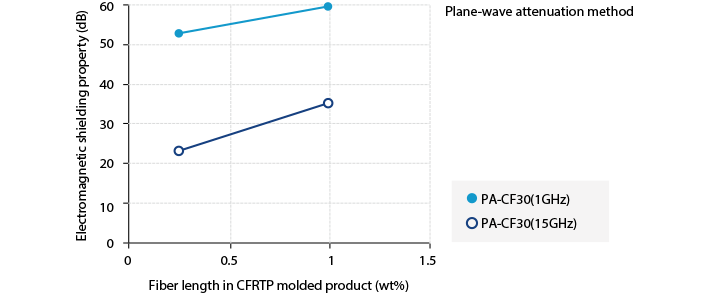 Plane-wave attenuation method
Electromagnetic shielding property (dB)
60
50
40
30
20
10
0
0 0.5 1 1.5
Fiber length in CFRTP molded product (wt%)
PA-CF30(1GHz)
PA-CF30(15GHz)